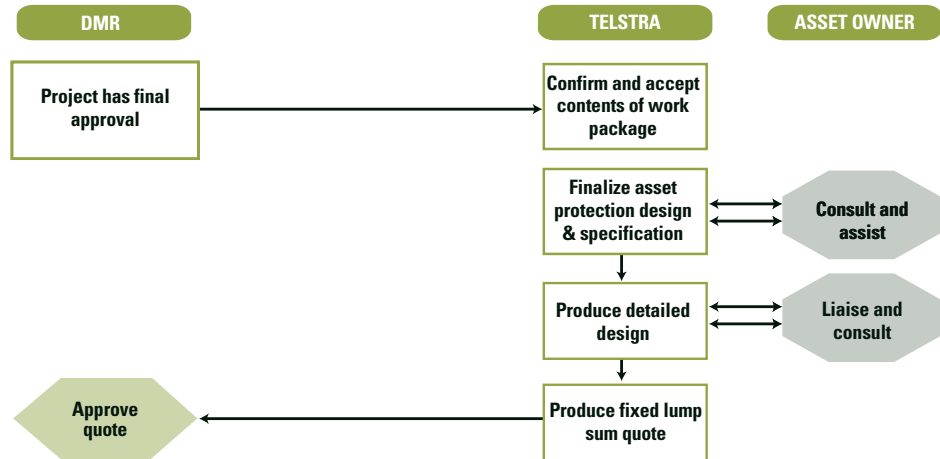 DMR
TELSTRA
ASSET OWNER
Project has final
approval
Confirm and accept
contents of work
package
Finalize asset
protection design
& specification
Consult and
assist
Produce detailed
design
Liaise and
consult
Approve
quote
Produce fixed lump
sum quote